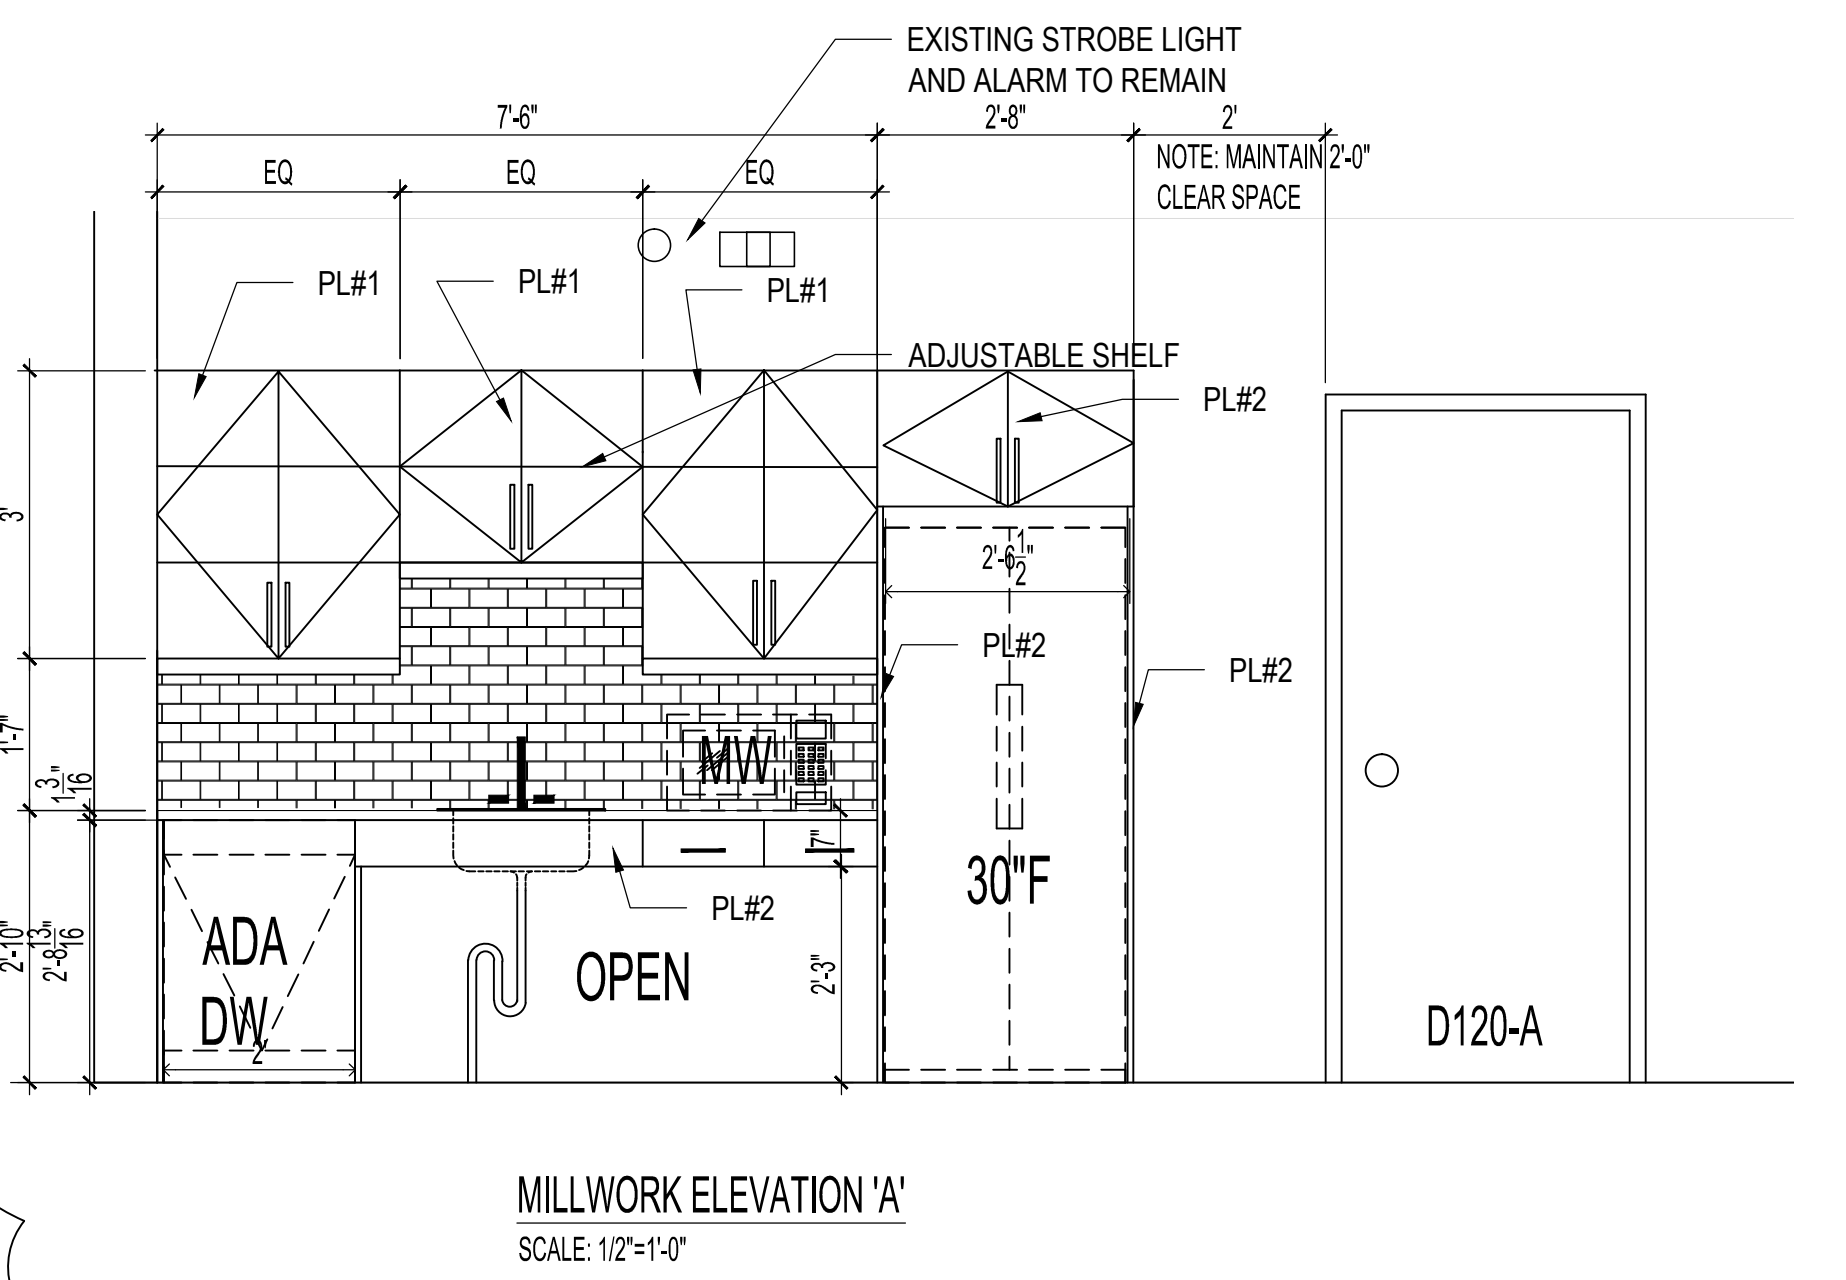 EXISTING STROBE LIGHT
AND ALARM TO REMAIN
7'-6"
2'-8"
2'
NOTE: MAINTAIN 2'-0"
CLEAR SPACE
EQ
EQ
EQ
PL#1
PL#1
PL#1
ADJUSTABLE SHELF
PL#2
3'
2'-6 1/2"
PL#2
PL#2
1'-7"
1 3/16"
MW
7"
30"F
PL#2
2'-10"
2'-8 13/16"
ADA
DW
2'
OPEN
2'-3"
D120-A
MILLWORK ELEVATION 'A'
SCALE: 1/2"=1'-0"